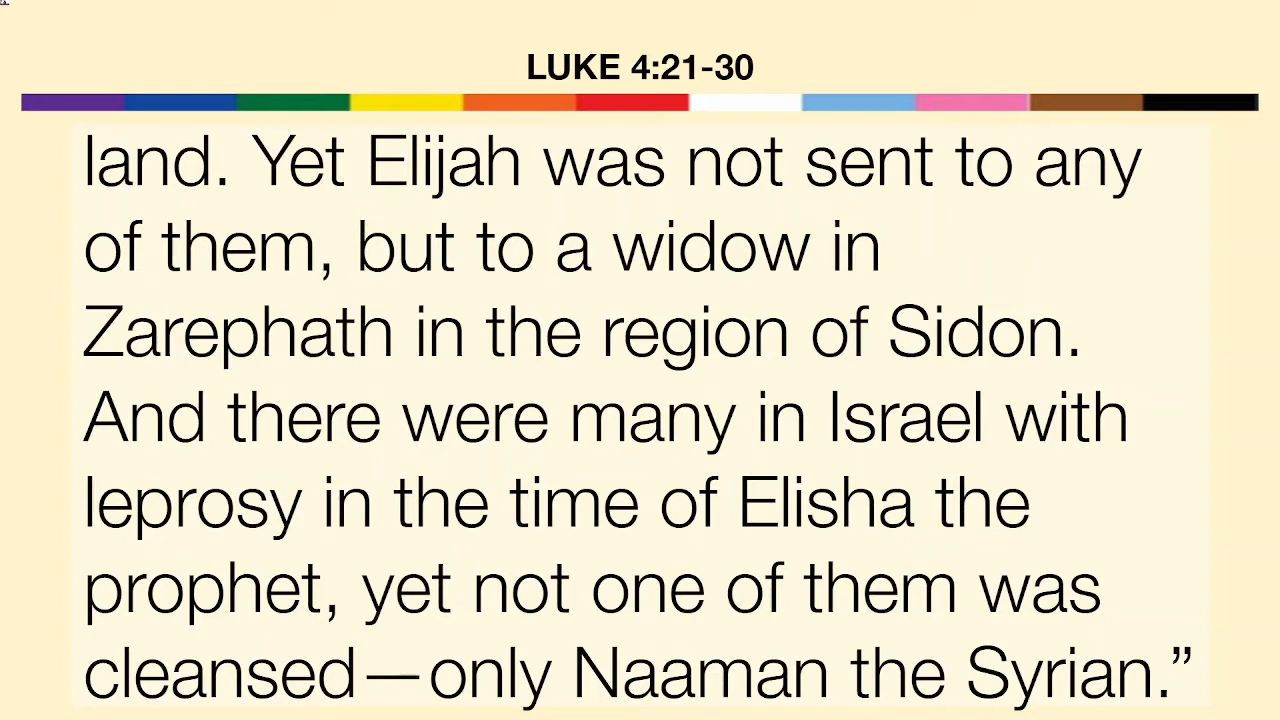 LUKE 4:21-30
land. Yet Elijah was not sent to any
of them, but to a widow in
Zarephath in the region of Sidon.
And there were many in Israel with
leprosy in the time of Elisha the
prophet, yet not one of them was
cleansed—only Naaman the Syrian.”